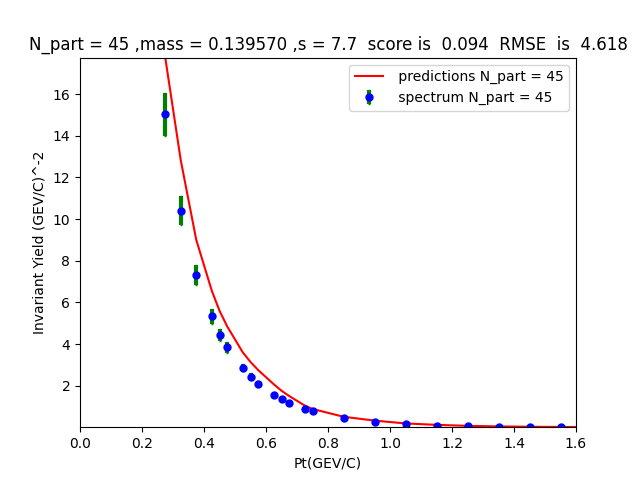 N_part = 45 ,mass = 0.139570 ,s = 7.7  score is  0.094  RMSE  is  4.618
predictions N_part = 45
spectrum N_part = 45
Invariant Yield (GEV/C)^-2
16
14
12
10
8
6
4
2
0.0 0.2 0.4 0.6 0.8 1.0 1.2 1.4 1.6
Pt(GEV/C)